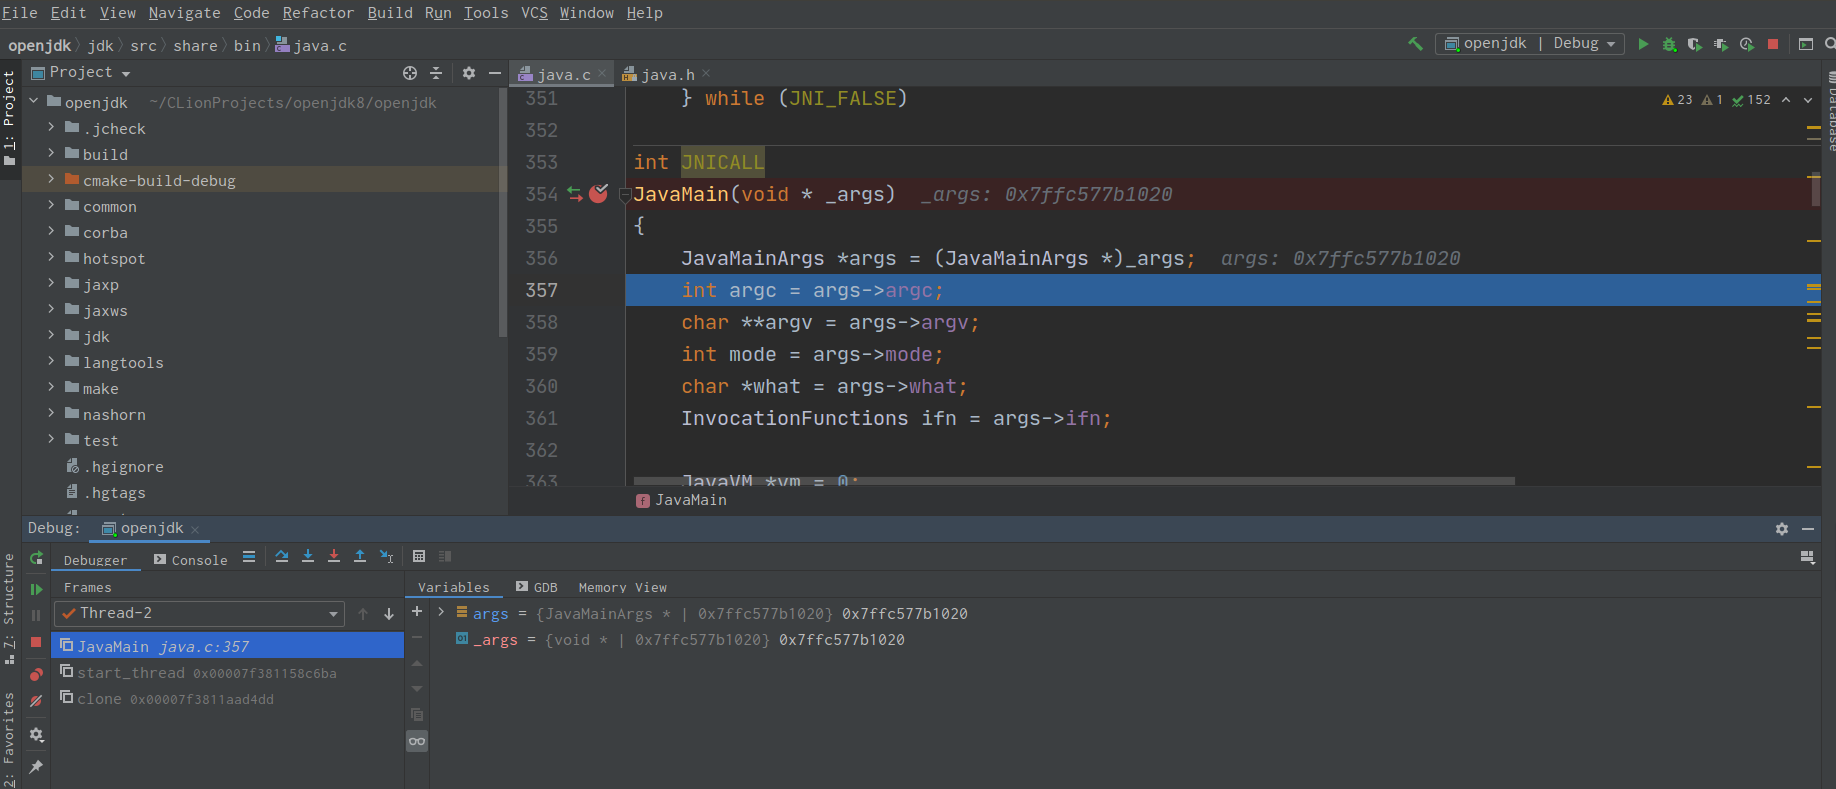 File Edit View Navigate Code Refactor Build Run Tools VCS Window Help
openjdk jdk src share bin java.c
openjdk | Debug
1: Project
Project
openjdk ~/CLionProjects/openjdk8/openjdk
.jcheck
build
cmake-build-debug
common
corba
hotspot
jaxp
jaxws
jdk
langtools
make
nashorn
test
.hgignore
.hgtags
java.c java.h
23 1 152
351 } while (JNI_FALSE)
352
353 int JNICALL
354 JavaMain(void * _args) _args: 0x7ffc577b1020
355 {
356 JavaMainArgs *args = (JavaMainArgs *)_args; args: 0x7ffc577b1020
357 int argc = args->argc;
358 char **argv = args->argv;
359 int mode = args->mode;
360 char *what = args->what;
361 InvocationFunctions ifn = args->ifn;
362
363 JavaVM *vm = 0;
JavaMain
Database
Debug: openjdk
7: Structure
2: Favorites
Debugger Console
Frames
Thread-2
JavaMain java.c:357
start_thread 0x00007f381158c6ba
clone 0x00007f3811aad4dd
Variables GDB Memory View
args = {JavaMainArgs * | 0x7ffc577b1020} 0x7ffc577b1020
_args = {void * | 0x7ffc577b1020} 0x7ffc577b1020